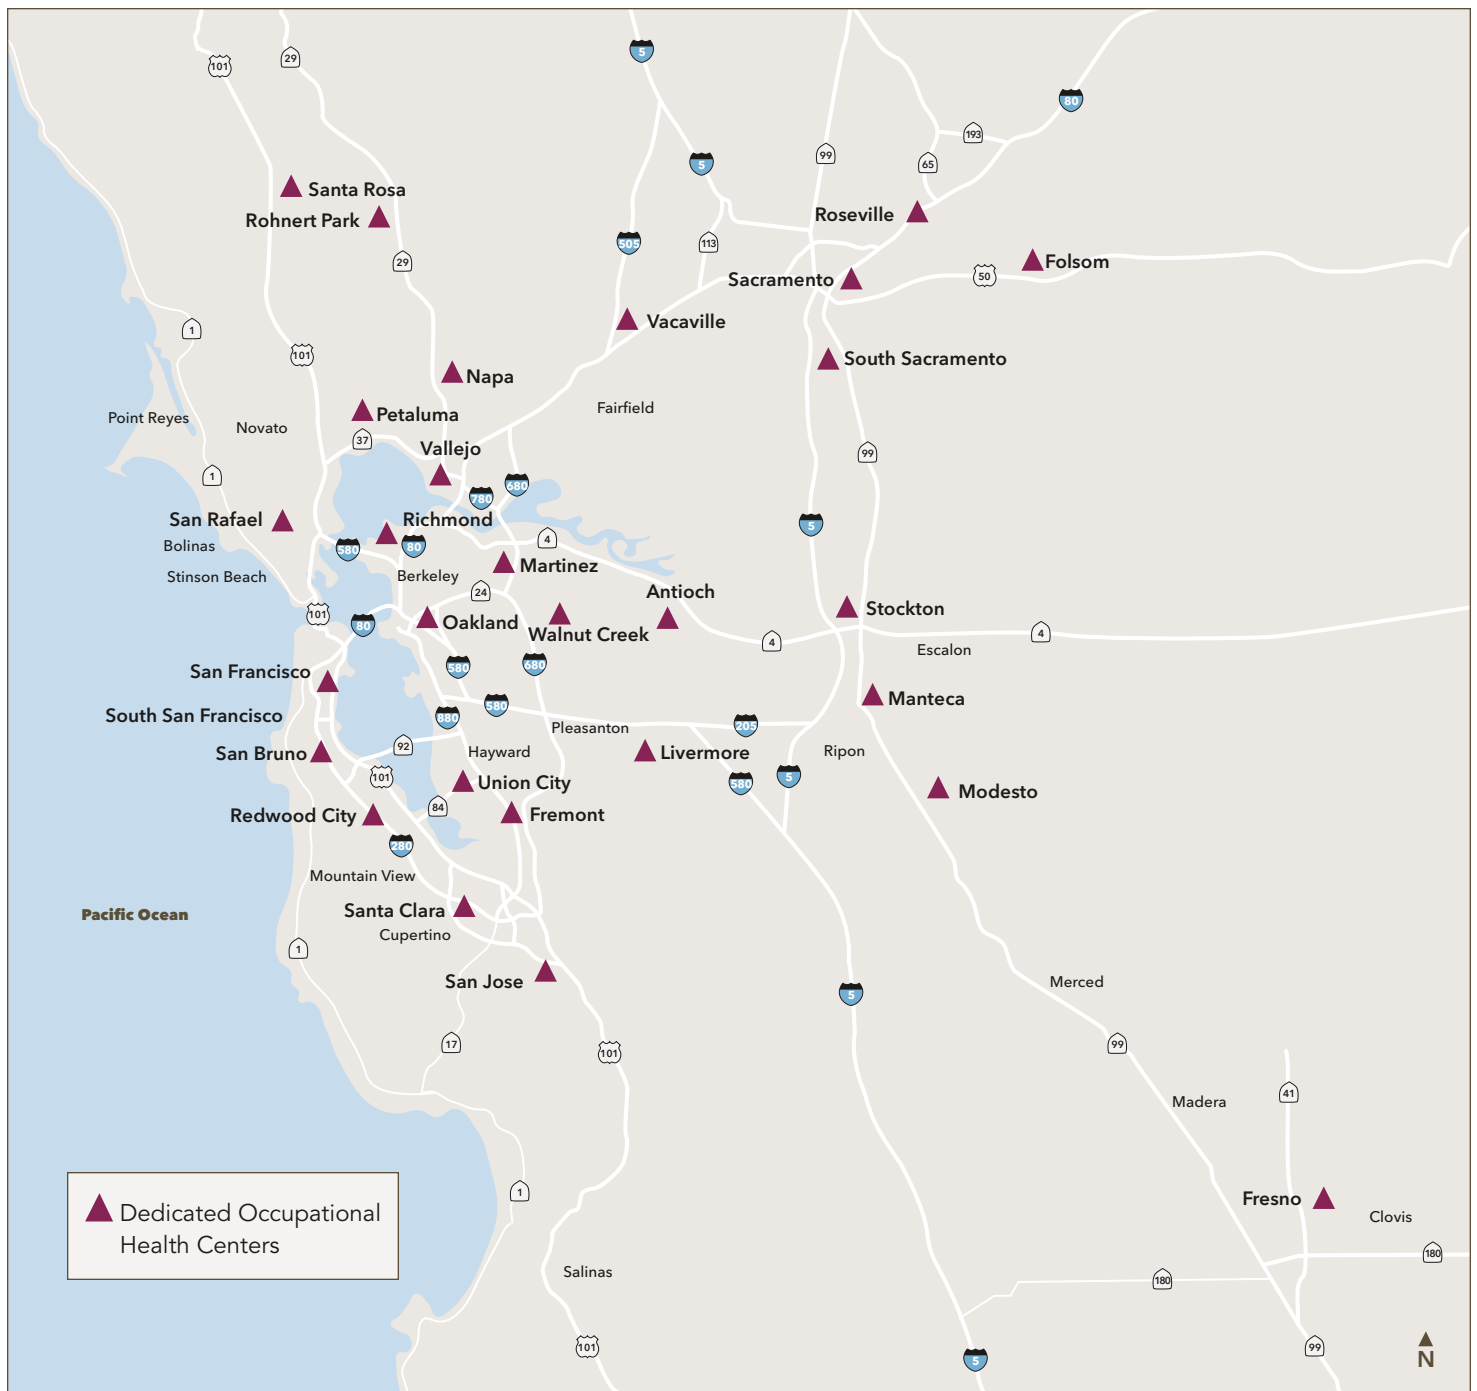 5
101
29
80
193
99
65
5
Santa Rosa
Rohnert Park
Roseville
505
113
29
Folsom
50
Sacramento
Vacaville
1
101
South Sacramento
Napa
Fairfield
Petaluma
Point Reyes
Novato
37
Vallejo
99
1
680
780
San Rafael
Richmond
5
Bolinas
580
80
4
Martinez
Stinson Beach
Berkeley
24
Antioch
101
80
Oakland
Walnut Creek
Stockton
4
4
Escalon
580
680
San Francisco
Manteca
580
South San Francisco
880
Pleasanton
205
92
Hayward
San Bruno
Livermore
Ripon
101
Union City
580
5
Modesto
84
Redwood City
Fremont
280
Mountain View
Santa Clara
Pacific Ocean
Cupertino
1
San Jose
Merced
5
17
101
99
41
Madera
1
Fresno
Clovis
Dedicated Occupational
Health Centers
180
Salinas
180
101
99
5
N